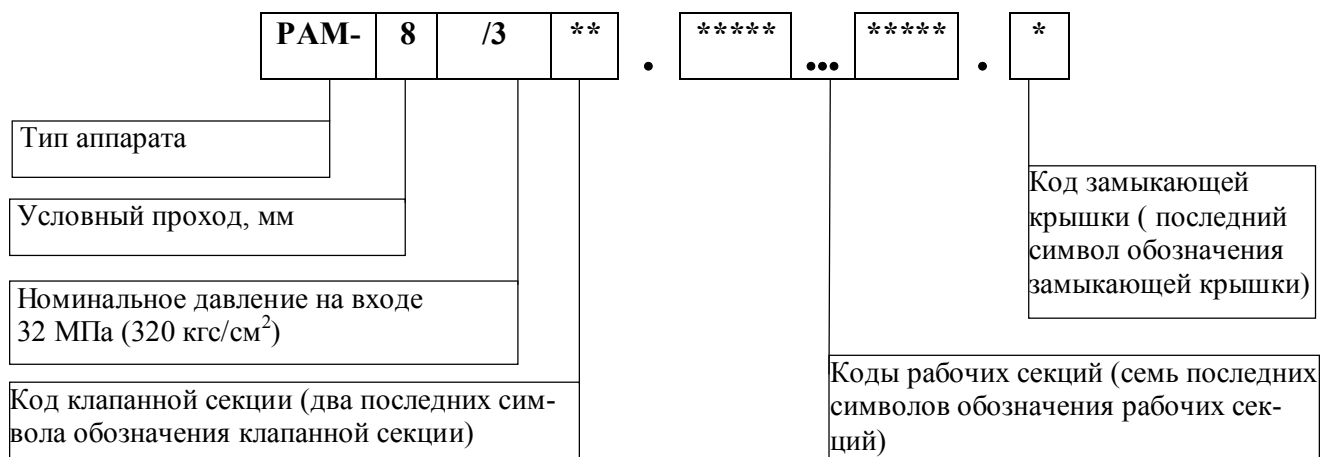 РАМ- 8 /3 ** . ***** ... ***** . *
Тип аппарата
Условный проход, мм
Номинальное давление на входе
32 МПа (320 кгс/см²)
Код клапанной секции (два последних сим-
вола обозначения клапанной секции)
Код замыкающей
крышки ( последний
символ обозначения
замыкающей крышки)
Коды рабочих секций (семь последних
символов обозначения рабочих сек-
ций)